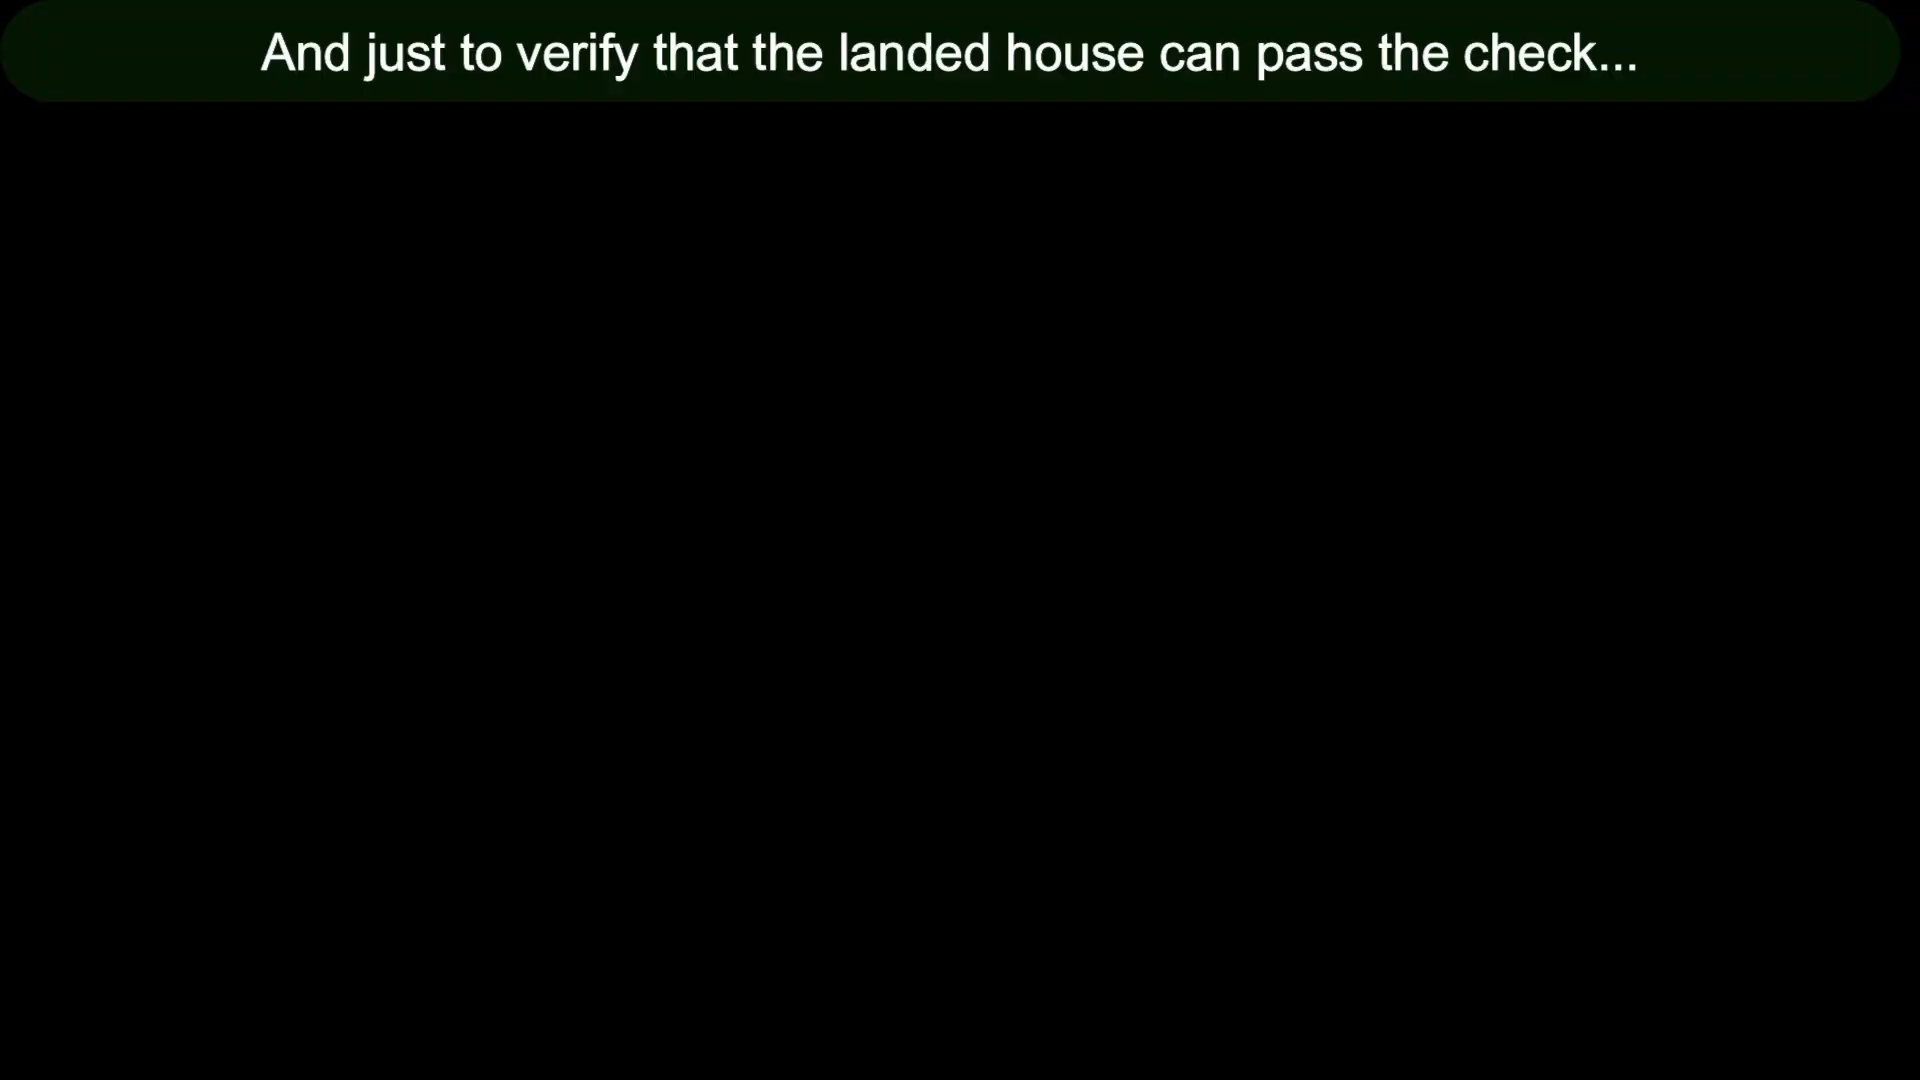 And just to verify that the landed house can pass the check...